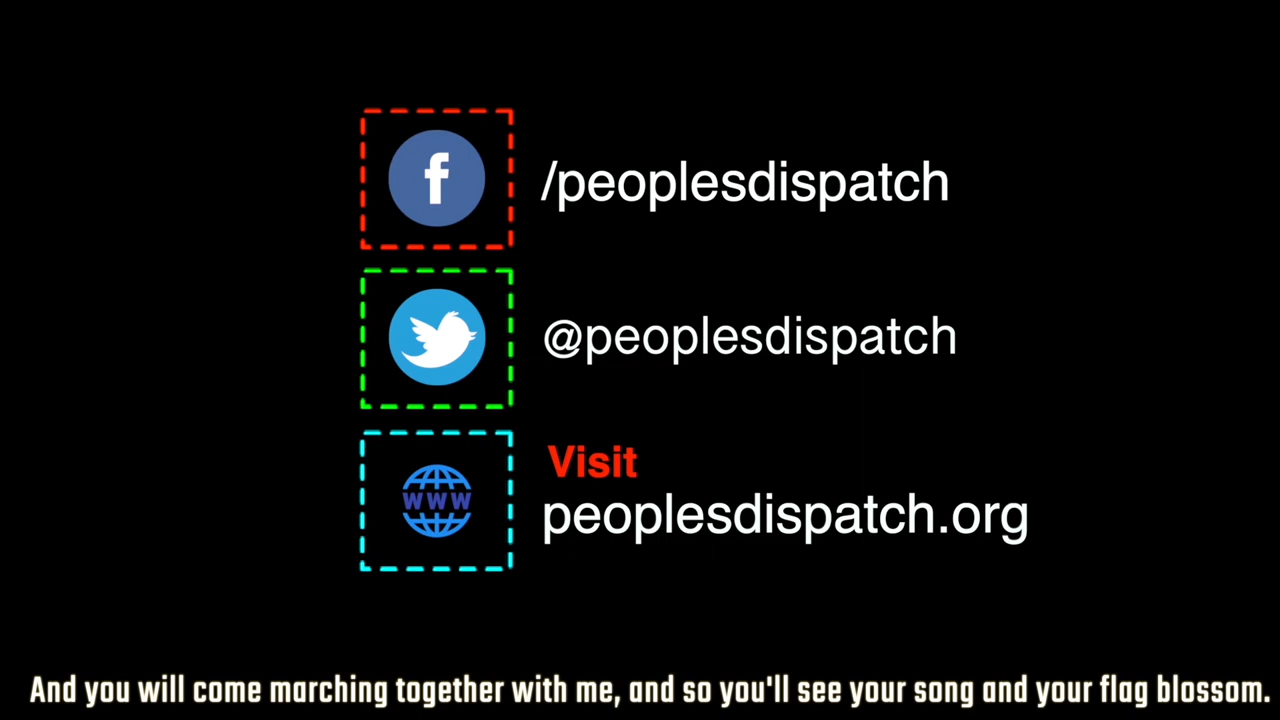 f
/peoplesdispatch
@peoplesdispatch
Visit
WWW
peoplesdispatch.org
And you will come marching together with me, and so you'll see your song and your flag blossom.